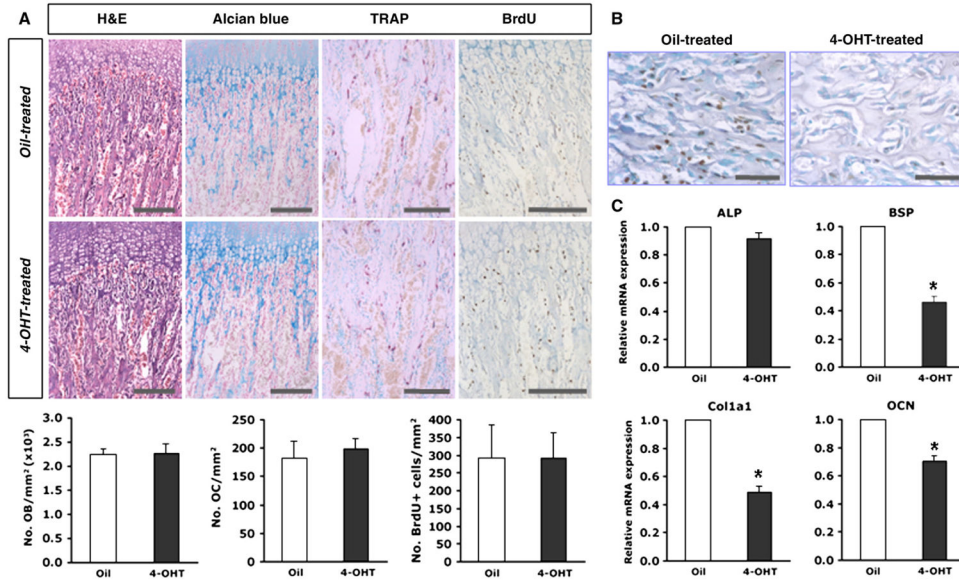 A
H&E Alcian blue TRAP BrdU
Oil-treated
4-OHT-treated
No. OB/mm² (x10³)
3.0
2.5
2.0
1.5
1.0
0.5
0.0
Oil 4-OHT
No. OC/mm²
250
200
150
100
50
0
Oil 4-OHT
No. BrdU+ cells/mm²
400
350
300
250
200
150
100
50
0
Oil 4-OHT
B
Oil-treated 4-OHT-treated
C
ALP
Relative mRNA expression
1.0
0.8
0.6
0.4
0.2
0.0
Oil 4-OHT
BSP
1.0
0.8
0.6
0.4
0.2
0.0
*
Oil 4-OHT
Col1a1
Relative mRNA expression
1.0
0.8
0.6
0.4
0.2
0.0
*
Oil 4-OHT
OCN
1.0
0.8
0.6
0.4
0.2
0.0
*
Oil 4-OHT